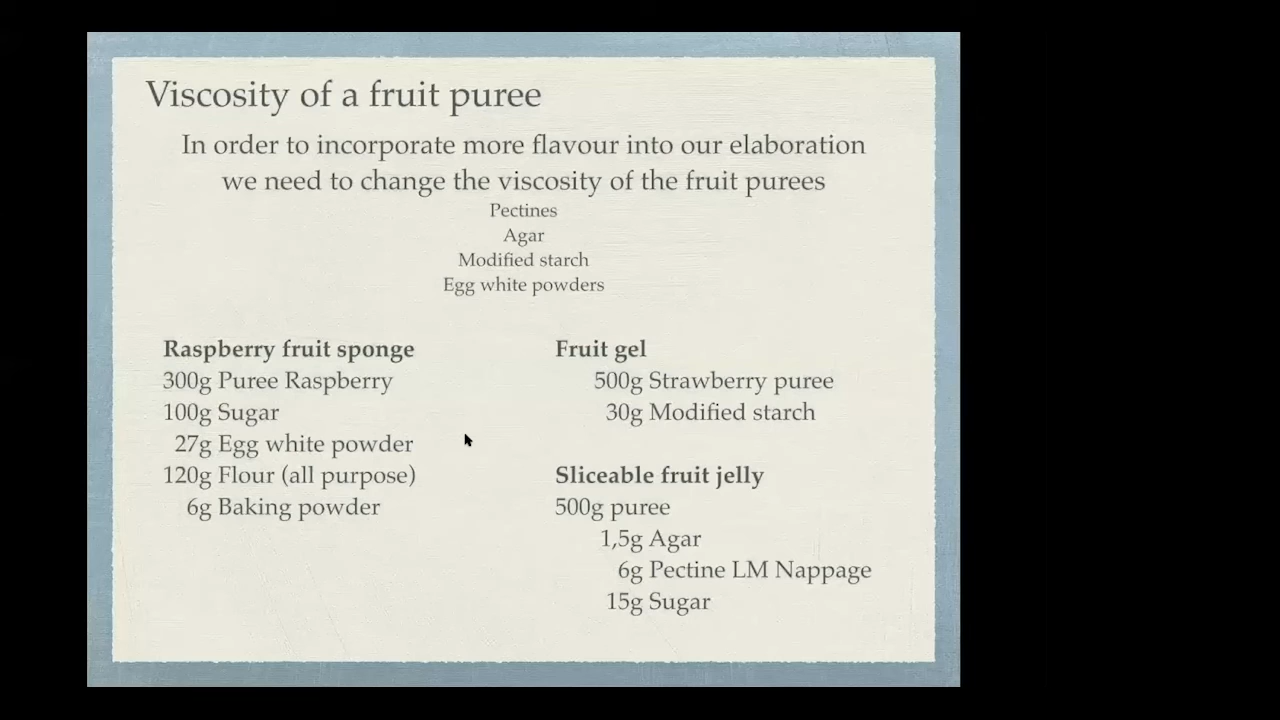 Viscosity of a fruit puree
In order to incorporate more flavour into our elaboration
we need to change the viscosity of the fruit purees
Pectines
Agar
Modified starch
Egg white powders
Raspberry fruit sponge
300g Puree Raspberry
100g Sugar
27g Egg white powder
120g Flour (all purpose)
6g Baking powder
Fruit gel
500g Strawberry puree
30g Modified starch
Sliceable fruit jelly
500g puree
1,5g Agar
6g Pectine LM Nappage
15g Sugar